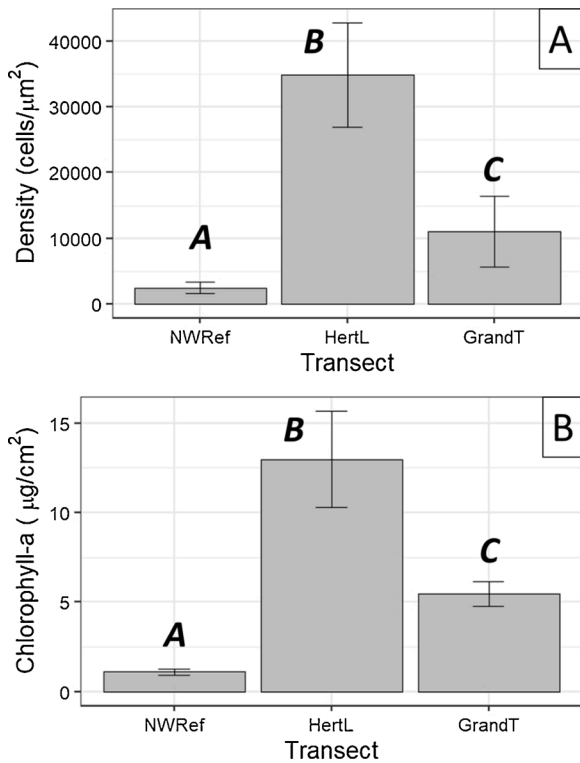 A
40000
30000
20000
10000
0
Density (cells/μm²)
A
B
C
NWRef HertL GrandT
Transect
B
15
10
5
0
Chlorophyll-a ( μg/cm²)
A
B
C
NWRef HertL GrandT
Transect